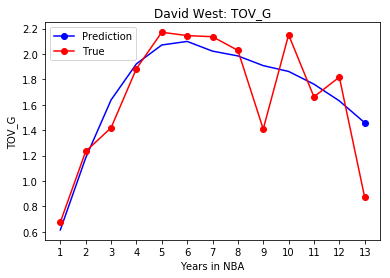 David West: TOV_G
Prediction
True
TOV_G
2.2
2.0
1.8
1.6
1.4
1.2
1.0
0.8
0.6
1 2 3 4 5 6 7 8 9 10 11 12 13
Years in NBA